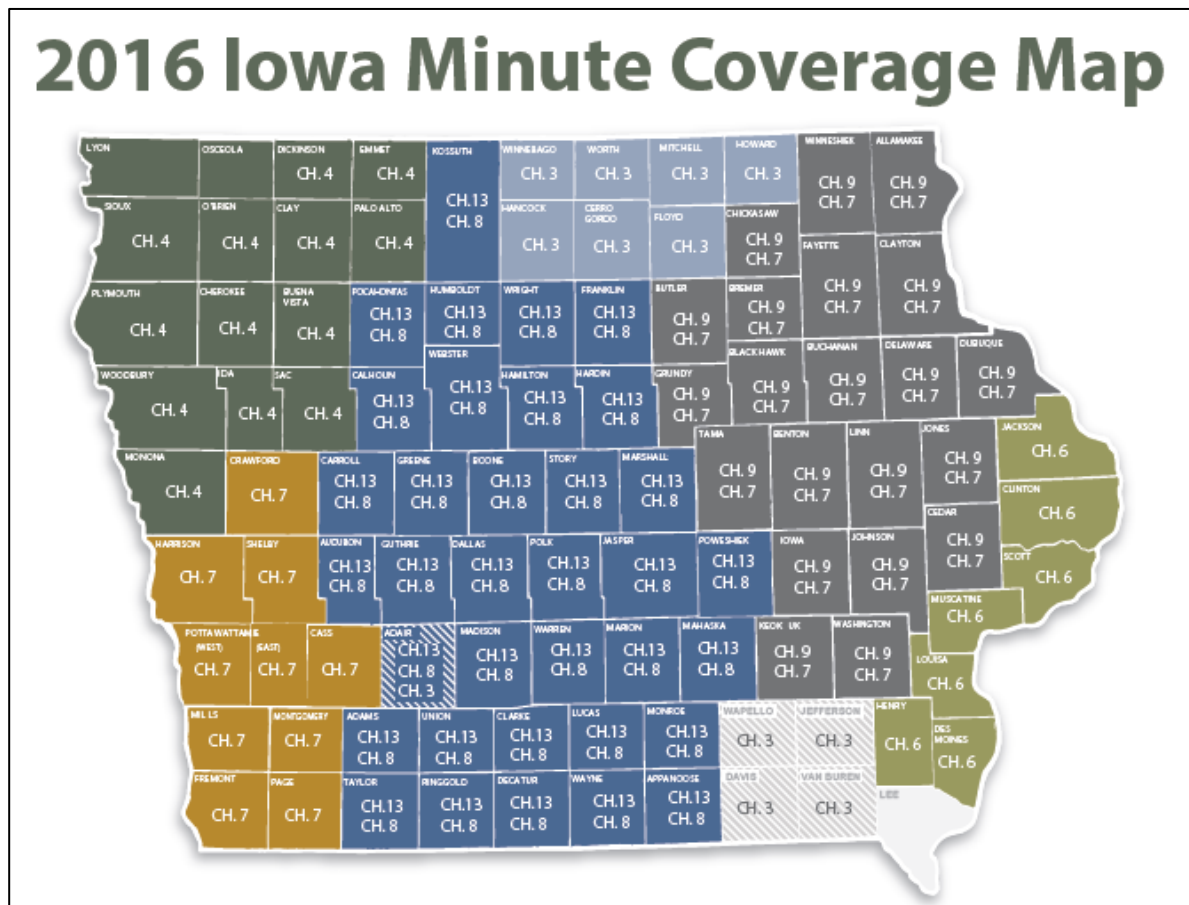 2016 Iowa Minute Coverage Map
LYON
OSCEOLA
DICKINSON
CH. 4
EMMET
CH. 4
KOSSUTH
CH.13
CH. 8
WINNEBAGO
CH. 3
WORTH
CH. 3
MITCHELL
CH. 3
HOWARD
CH. 3
WINNESHIEK
CH. 9
CH. 7
ALLAMAKEE
CH. 9
CH. 7
SIOUX
CH. 4
O'BRIEN
CH. 4
CLAY
CH. 4
PALO ALTO
CH. 4
HANCOCK
CH. 3
CERRO
GORDO
CH. 3
FLOYD
CH. 3
CHICKASAW
CH. 9
CH. 7
FAYETTE
CH. 9
CH. 7
CLAYTON
CH. 9
CH. 7
PLYMOUTH
CH. 4
CHEROKEE
CH. 4
BUENA
VISTA
CH. 4
POCAHONTAS
CH.13
CH. 8
HUMBOLDT
CH.13
CH. 8
WRIGHT
CH.13
CH. 8
FRANKLIN
CH.13
CH. 8
BUTLER
CH. 9
CH. 7
BREMER
CH. 9
CH. 7
WOODBURY
CH. 4
IDA
CH. 4
SAC
CH. 4
CALHOUN
CH.13
CH. 8
WEBSTER
CH.13
CH. 8
HAMILTON
CH.13
CH. 8
HARDIN
CH.13
CH. 8
GRUNDY
CH. 9
CH. 7
BLACK HAWK
CH. 9
CH. 7
BUCHANAN
CH. 9
CH. 7
DELAWARE
CH. 9
CH. 7
DUBUQUE
CH. 9
CH. 7
MONONA
CH. 4
CRAWFORD
CH. 7
CARROLL
CH.13
CH. 8
GREENE
CH.13
CH. 8
BOONE
CH.13
CH. 8
STORY
CH.13
CH. 8
MARSHALL
CH.13
CH. 8
TAMA
CH. 9
CH. 7
BENTON
CH. 9
CH. 7
LINN
CH. 9
CH. 7
JONES
CH. 9
CH. 7
JACKSON
CH. 6
CLINTON
CH. 6
HARRISON
CH. 7
SHELBY
CH. 7
AUDUBON
CH.13
CH. 8
GUTHRIE
CH.13
CH. 8
DALLAS
CH.13
CH. 8
POLK
CH.13
CH. 8
JASPER
CH.13
CH. 8
POWESHIEK
CH.13
CH. 8
IOWA
CH. 9
CH. 7
JOHNSON
CH. 9
CH. 7
CEDAR
CH. 9
CH. 7
SCOTT
CH. 6
MUSCATINE
CH. 6
POTTAWATTAMIE
(WEST)
CH. 7
(EAST)
CH. 7
CASS
CH. 7
ADAIR
CH.13
CH. 8
CH. 3
MADISON
CH.13
CH. 8
WARREN
CH.13
CH. 8
MARION
CH.13
CH. 8
MAHASKA
CH.13
CH. 8
KEOK UK
CH. 9
CH. 7
WASHINGTON
CH. 9
CH. 7
LOUISA
CH. 6
MILLS
CH. 7
MONTGOMERY
CH. 7
ADAMS
CH.13
CH. 8
UNION
CH.13
CH. 8
CLARKE
CH.13
CH. 8
LUCAS
CH.13
CH. 8
MONROE
CH.13
CH. 8
WAPELLO
CH. 3
JEFFERSON
CH. 3
HENRY
CH. 6
DES
MOINES
CH. 6
FREMONT
CH. 7
PAGE
CH. 7
TAYLOR
CH.13
CH. 8
RINGGOLD
CH.13
CH. 8
DECATUR
CH.13
CH. 8
WAYNE
CH.13
CH. 8
APPANOOSE
CH.13
CH. 8
DAVIS
CH. 3
VAN BUREN
CH. 3
LEE